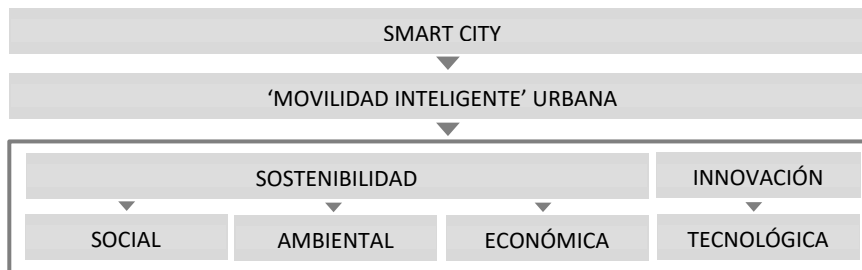 SMART CITY
‘MOVILIDAD INTELIGENTE’ URBANA
SOSTENIBILIDAD INNOVACIÓN
SOCIAL AMBIENTAL ECONÓMICA TECNOLÓGICA